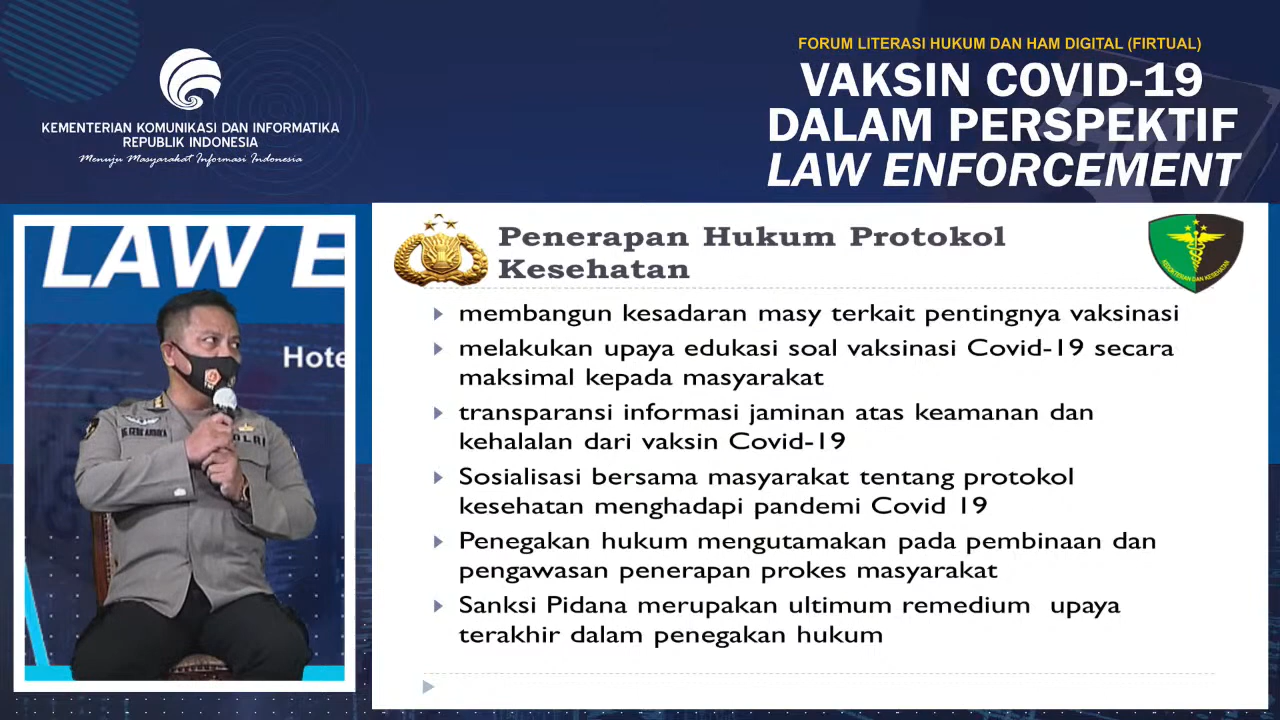 KEMENTERIAN KOMUNIKASI DAN INFORMATIKA
REPUBLIK INDONESIA
Menuju Masyarakat Informasi Indonesia
FORUM LITERASI HUKUM DAN HAM DIGITAL (FIRTUAL)
VAKSIN COVID-19
DALAM PERSPEKTIF
LAW ENFORCEMENT
LAW E
Hote
POLRI
Penerapan Hukum Protokol
Kesehatan
KEDOKTERAN DAN KESEHATAN
membangun kesadaran masy terkait pentingnya vaksinasi
melakukan upaya edukasi soal vaksinasi Covid-19 secara
maksimal kepada masyarakat
transparansi informasi jaminan atas keamanan dan
kehalalan dari vaksin Covid-19
Sosialisasi bersama masyarakat tentang protokol
kesehatan menghadapi pandemi Covid 19
Penegakan hukum mengutamakan pada pembinaan dan
pengawasan penerapan prokes masyarakat
Sanksi Pidana merupakan ultimum remedium upaya
terakhir dalam penegakan hukum